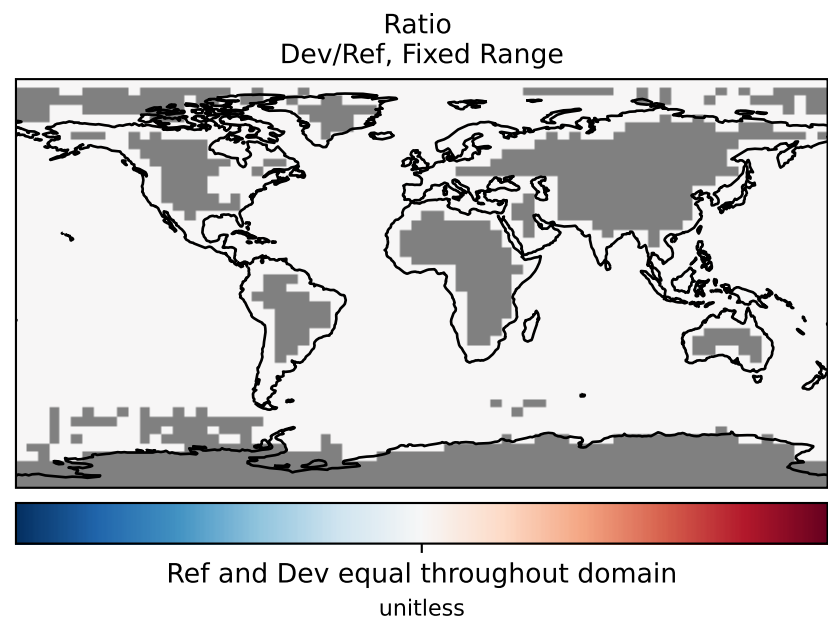 Ratio
Dev/Ref, Fixed Range
Ref and Dev equal throughout domain
unitless